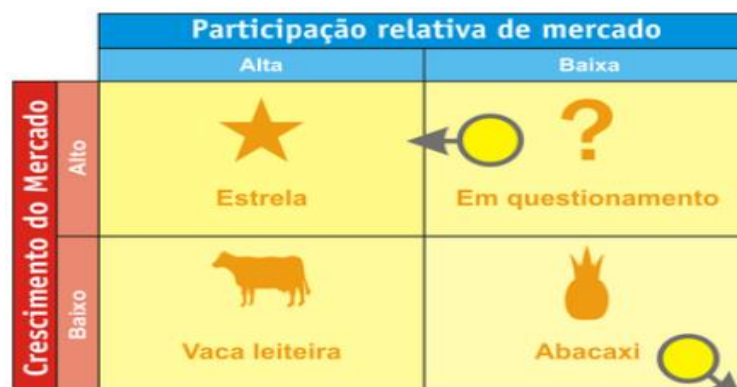 Participação relativa de mercado
Alta
Baixa
Crescimento do Mercado
Alto
?
Estrela
Em questionamento
Baixo
Vaca leiteira
Abacaxi